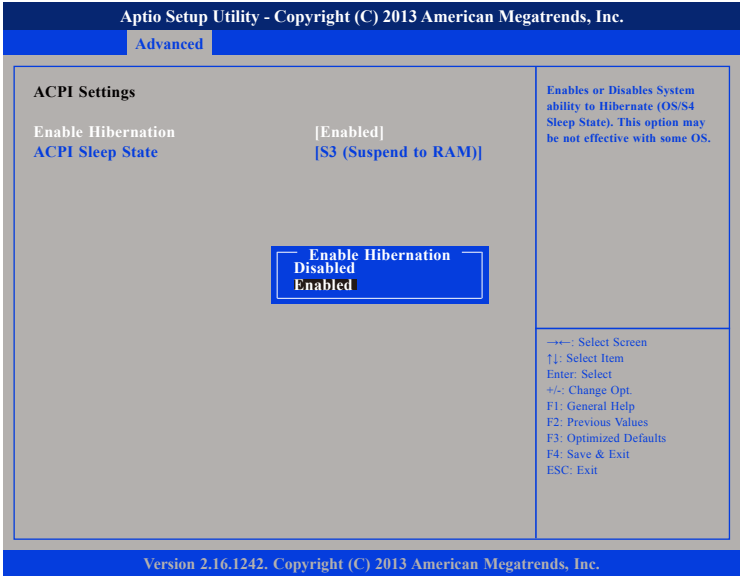 Aptio Setup Utility - Copyright (C) 2013 American Megatrends, Inc.
Advanced
ACPI Settings
Enable Hibernation [Enabled]
ACPI Sleep State [S3 (Suspend to RAM)]
Enable Hibernation
Disabled
Enabled
Enables or Disables System
ability to Hibernate (OS/S4
Sleep State). This option may
be not effective with some OS.
→←: Select Screen
↑↓: Select Item
Enter: Select
+/-: Change Opt.
F1: General Help
F2: Previous Values
F3: Optimized Defaults
F4: Save & Exit
ESC: Exit
Version 2.16.1242. Copyright (C) 2013 American Megatrends, Inc.